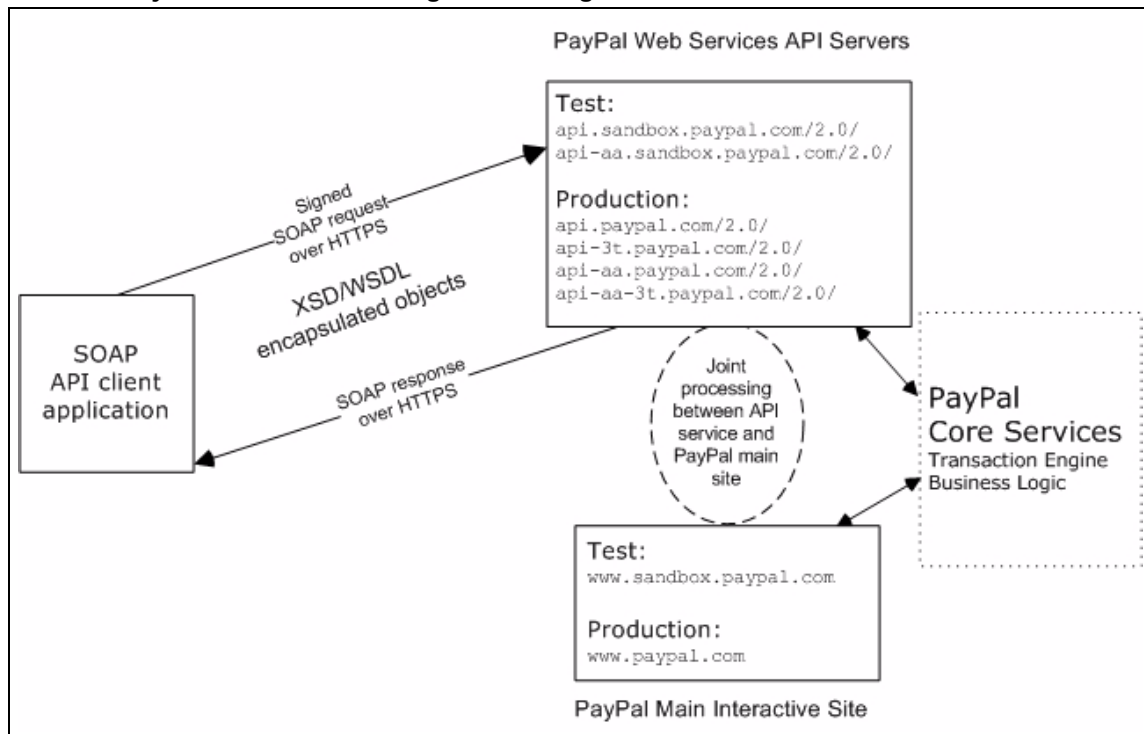 PayPal Web Services API Servers
Test:
api.sandbox.paypal.com/2.0/
api-aa.sandbox.paypal.com/2.0/
Production:
api.paypal.com/2.0/
api-3t.paypal.com/2.0/
api-aa.paypal.com/2.0/
api-aa-3t.paypal.com/2.0/
Signed
SOAP request
over HTTPS
XSD/WSDL
encapsulated objects
SOAP
API client
application
SOAP response
over HTTPS
Joint
processing
between API
service and
PayPal main
site
PayPal
Core Services
Transaction Engine
Business Logic
Test:
www.sandbox.paypal.com
Production:
www.paypal.com
PayPal Main Interactive Site